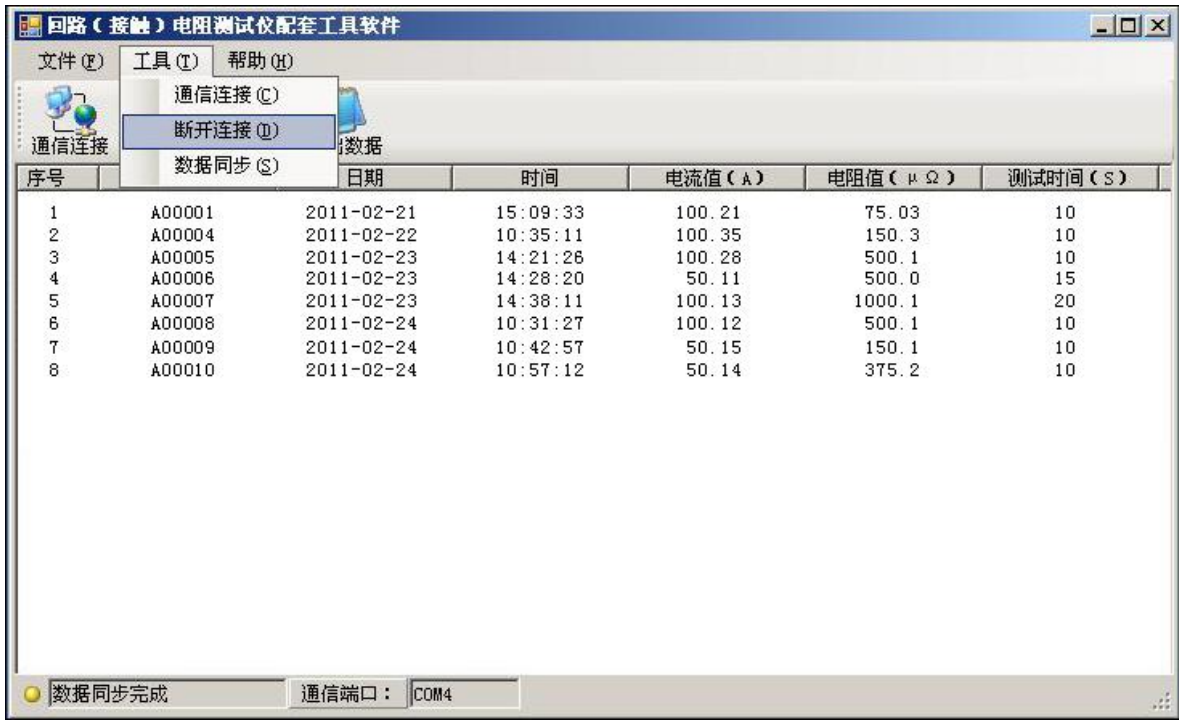 回路(接触)电阻测试仪配套工具软件
文件(F) 工具(T) 帮助(H)
通信连接(C)
断开连接(D)
数据同步(S)
通信连接 数据
序号 日期 时间 电流值(A) 电阻值(μΩ) 测试时间(S)
1 A00001 2011-02-21 15:09:33 100.21 75.03 10
2 A00004 2011-02-22 10:35:11 100.35 150.3 10
3 A00005 2011-02-23 14:21:26 100.28 500.1 10
4 A00006 2011-02-23 14:28:20 50.11 500.0 15
5 A00007 2011-02-23 14:38:11 100.13 1000.1 20
6 A00008 2011-02-24 10:31:27 100.12 500.1 10
7 A00009 2011-02-24 10:42:57 50.15 150.1 10
8 A00010 2011-02-24 10:57:12 50.14 375.2 10
数据同步完成 通信端口: COM4